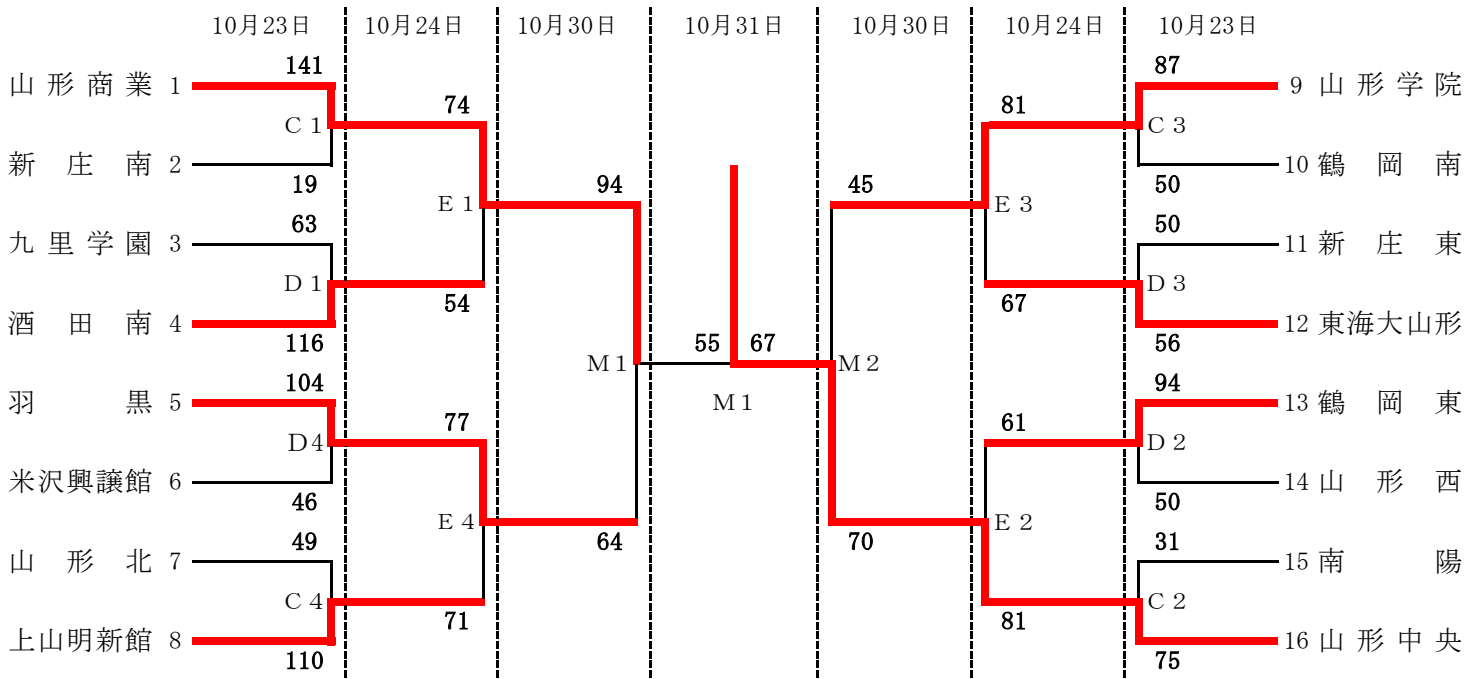 10月23日 10月24日 10月30日 10月31日 10月30日 10月24日 10月23日
141 87
山形商業 1 9 山形学院
74 81
C1 C3
新庄南 2 10 鶴岡南
19 94 45 50
E1 E3
63 50
九里学園 3 11 新庄東
D1 D3
54 67
酒田南 4 12 東海大山形
116 55 67 56
M1 M2
104 94
羽黒 5 M1 13 鶴岡東
77 61
D4 D2
米沢興譲館 6 14 山形西
46 50
E4 E2
49 64 70 31
山形北 7 15 南陽
C4 C2
71 81
上山明新館 8 16 山形中央
110 75